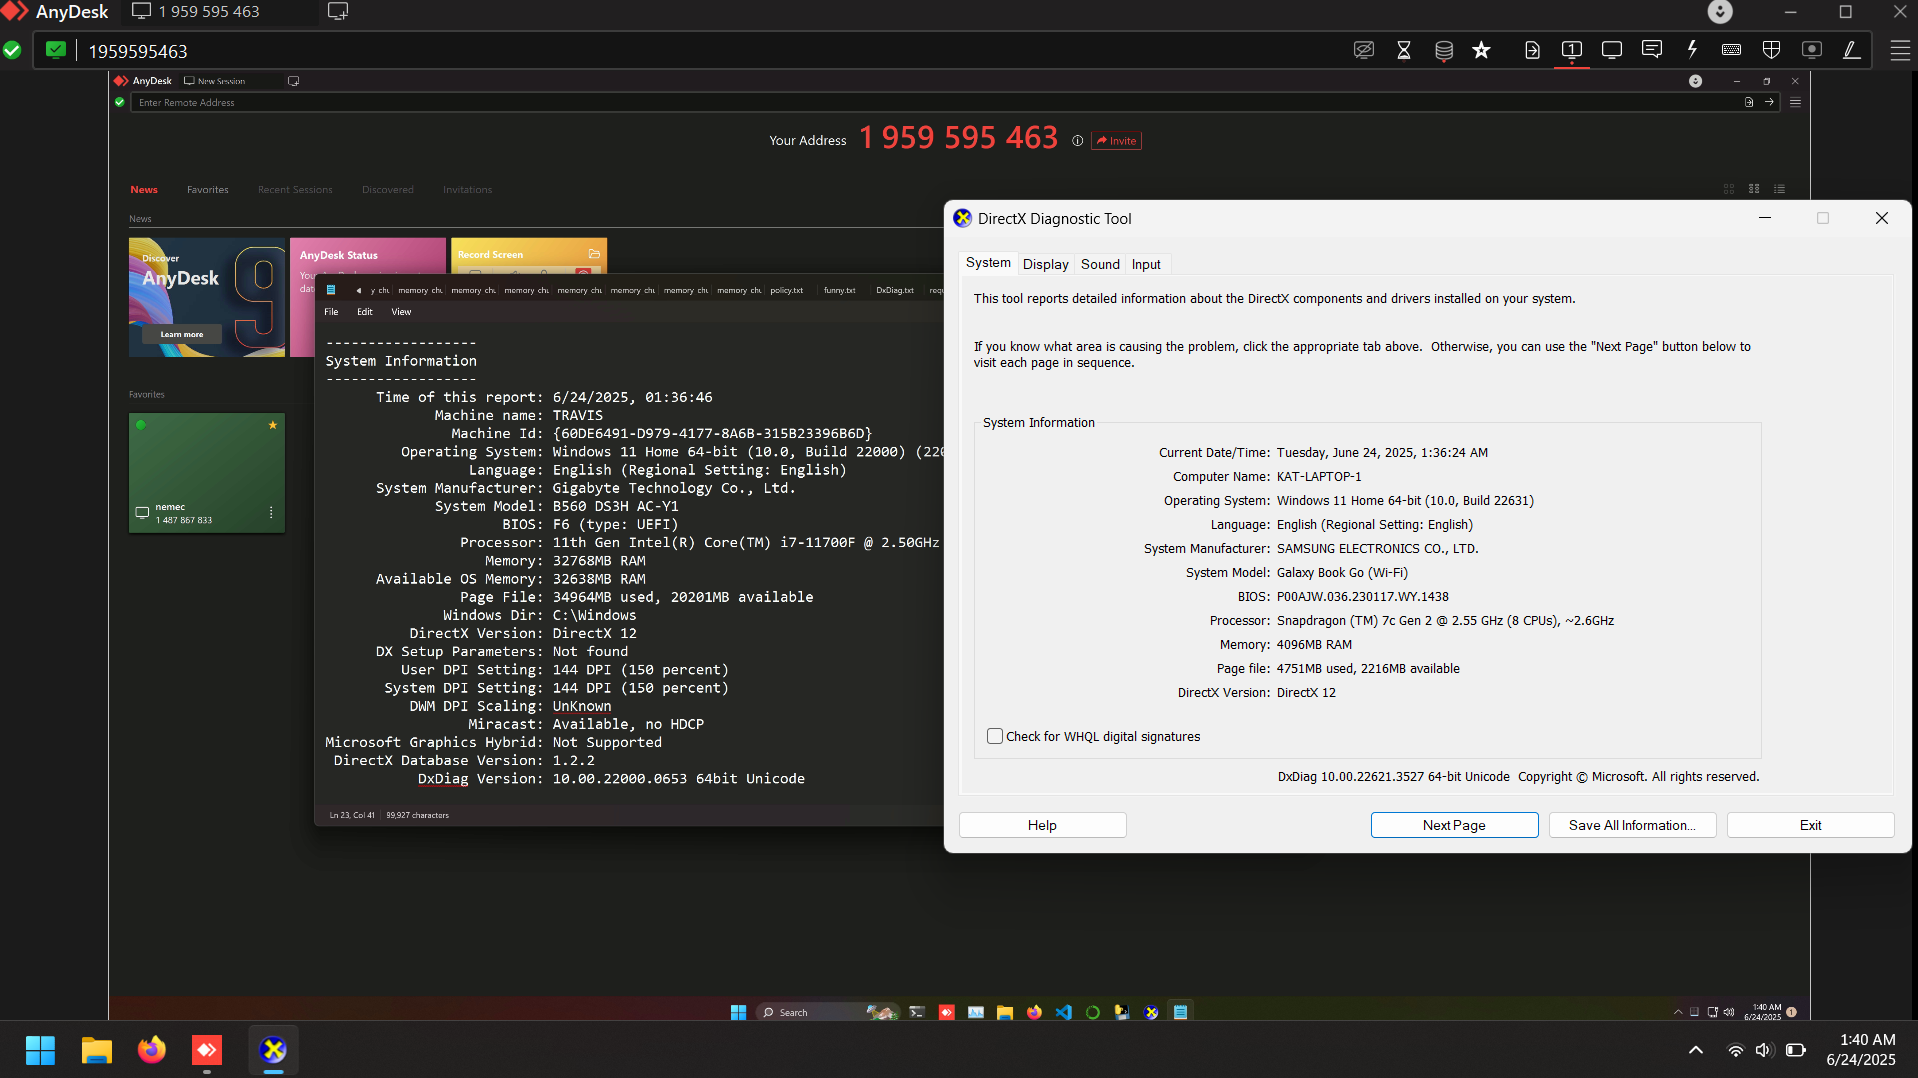 AnyDesk
1 959 595 463
1959595463
1
AnyDesk
New Session
Enter Remote Address
Your Address 1 959 595 463 Invite
News Favorites Recent Sessions Discovered Invitations
News
Discover
AnyDesk
9
Learn more
AnyDesk Status
Record Screen
Favorites
nemec
1 487 867 833
y chu memory chu memory chu memory chu memory chu memory chu memory chu memory chu policy.txt funny.txt DxDiag.txt
File Edit View
------------------
System Information
------------------
Time of this report: 6/24/2025, 01:36:46
Machine name: TRAVIS
Machine Id: {60DE6491-D979-4177-8A6B-315B23396B6D}
Operating System: Windows 11 Home 64-bit (10.0, Build 22000) (220
Language: English (Regional Setting: English)
System Manufacturer: Gigabyte Technology Co., Ltd.
System Model: B560 DS3H AC-Y1
BIOS: F6 (type: UEFI)
Processor: 11th Gen Intel(R) Core(TM) i7-11700F @ 2.50GHz
Memory: 32768MB RAM
Available OS Memory: 32638MB RAM
Page File: 34964MB used, 20201MB available
Windows Dir: C:\Windows
DirectX Version: DirectX 12
DX Setup Parameters: Not found
User DPI Setting: 144 DPI (150 percent)
System DPI Setting: 144 DPI (150 percent)
DWM DPI Scaling: UnKnown
Miracast: Available, no HDCP
Microsoft Graphics Hybrid: Not Supported
DirectX Database Version: 1.2.2
DxDiag Version: 10.00.22000.0653 64bit Unicode
Ln 23, Col 41 99,927 characters
DirectX Diagnostic Tool
System Display Sound Input
This tool reports detailed information about the DirectX components and drivers installed on your system.
If you know what area is causing the problem, click the appropriate tab above. Otherwise, you can use the "Next Page" button below to
visit each page in sequence.
System Information
Current Date/Time: Tuesday, June 24, 2025, 1:36:24 AM
Computer Name: KAT-LAPTOP-1
Operating System: Windows 11 Home 64-bit (10.0, Build 22631)
Language: English (Regional Setting: English)
System Manufacturer: SAMSUNG ELECTRONICS CO., LTD.
System Model: Galaxy Book Go (Wi-Fi)
BIOS: P00AJW.036.230117.WY.1438
Processor: Snapdragon (TM) 7c Gen 2 @ 2.55 GHz (8 CPUs), ~2.6GHz
Memory: 4096MB RAM
Page file: 4751MB used, 2216MB available
DirectX Version: DirectX 12
Check for WHQL digital signatures
DxDiag 10.00.22621.3527 64-bit Unicode Copyright © Microsoft. All rights reserved.
Help Next Page Save All Information... Exit
Search
1:40 AM
6/24/2025
1
1:40 AM
6/24/2025